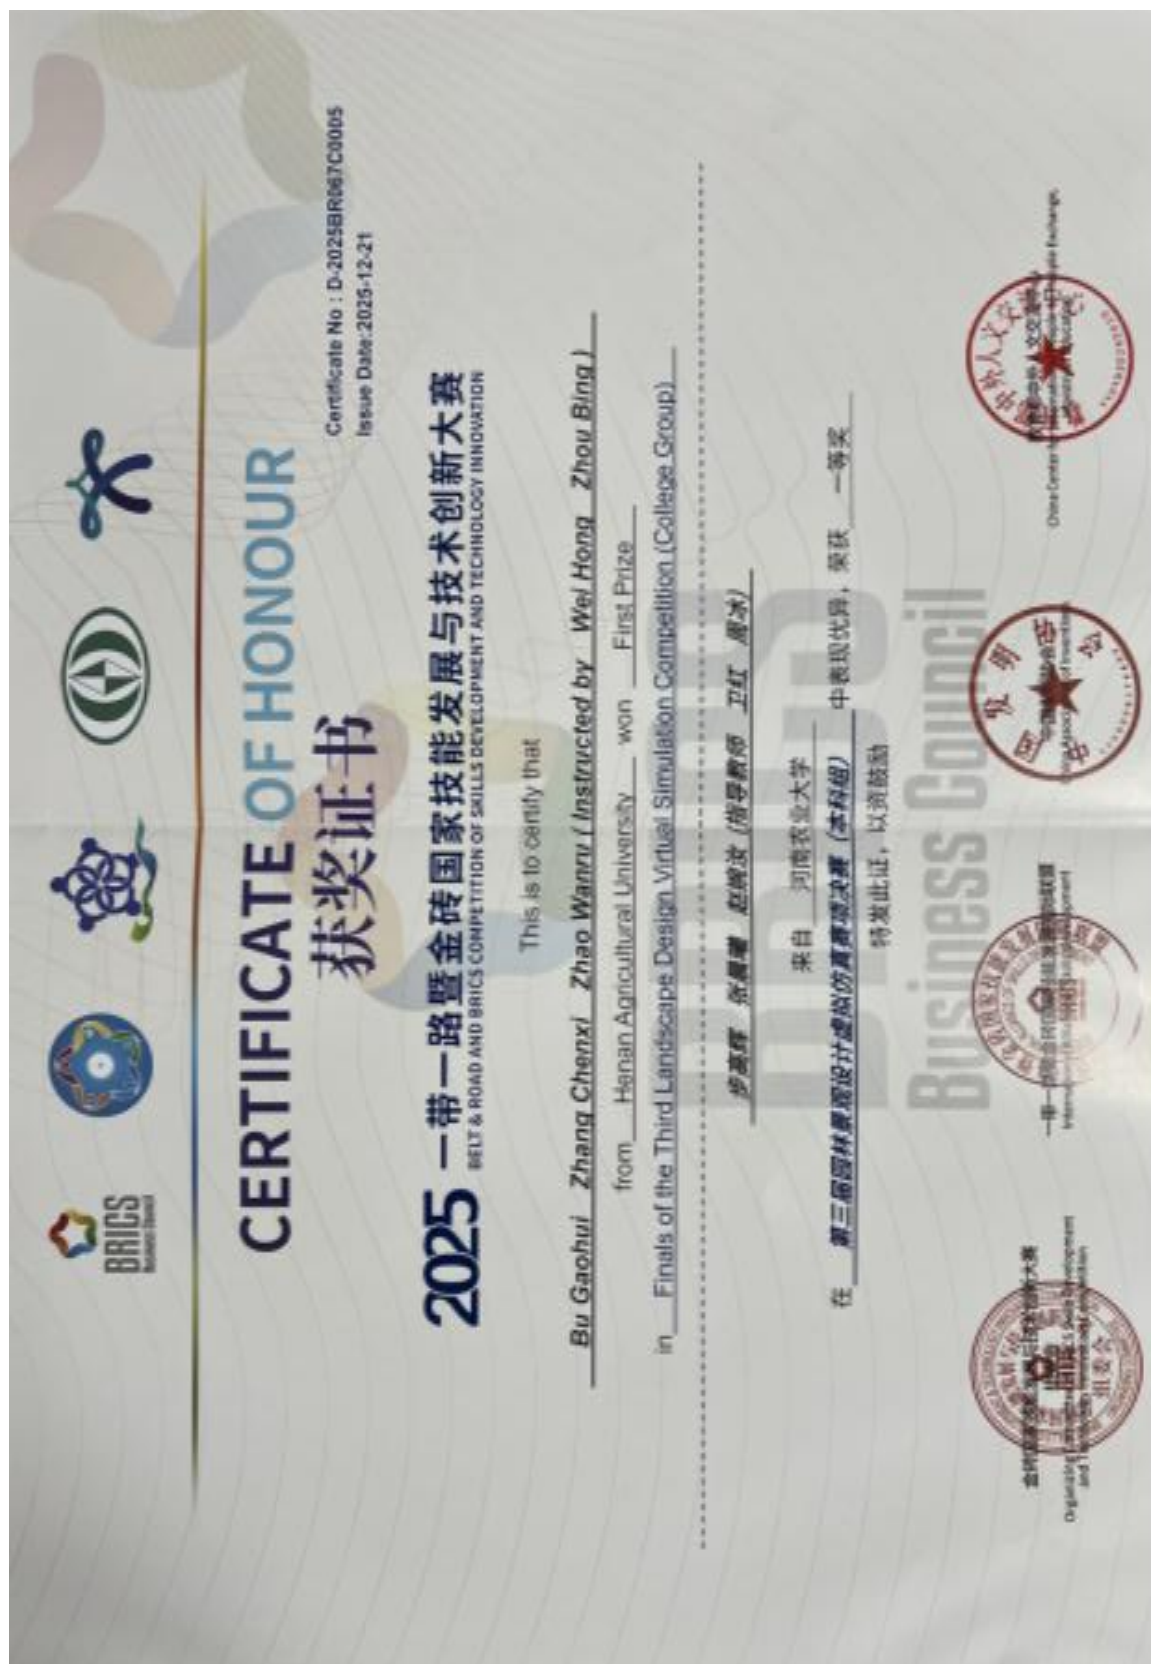 BRICS
Business Council
CERTIFICATE OF HONOUR
获奖证书
Certificate No : D-2025BR067C0005
Issue Date:2025-12-21
2025 一带一路暨金砖国家技能发展与技术创新大赛
BELT & ROAD AND BRICS COMPETITION OF SKILLS DEVELOPMENT AND TECHNOLOGY INNOVATION
This is to certify that
Bu Gaohui Zhang Chenxi Zhao Wanru ( Instructed by Wei Hong Zhou Bing )
from Henan Agricultural University won First Prize
in Finals of the Third Landscape Design Virtual Simulation Competition (College Group)
步高辉 张晨曦 赵婉汝 (指导教师 卫红 周冰)
来自 河南农业大学
在 第三届园林景观设计虚拟仿真赛项决赛 (本科组) 中表现优异, 荣获 一等奖
特发此证, 以资鼓励
BRICS
Business Council
组委会